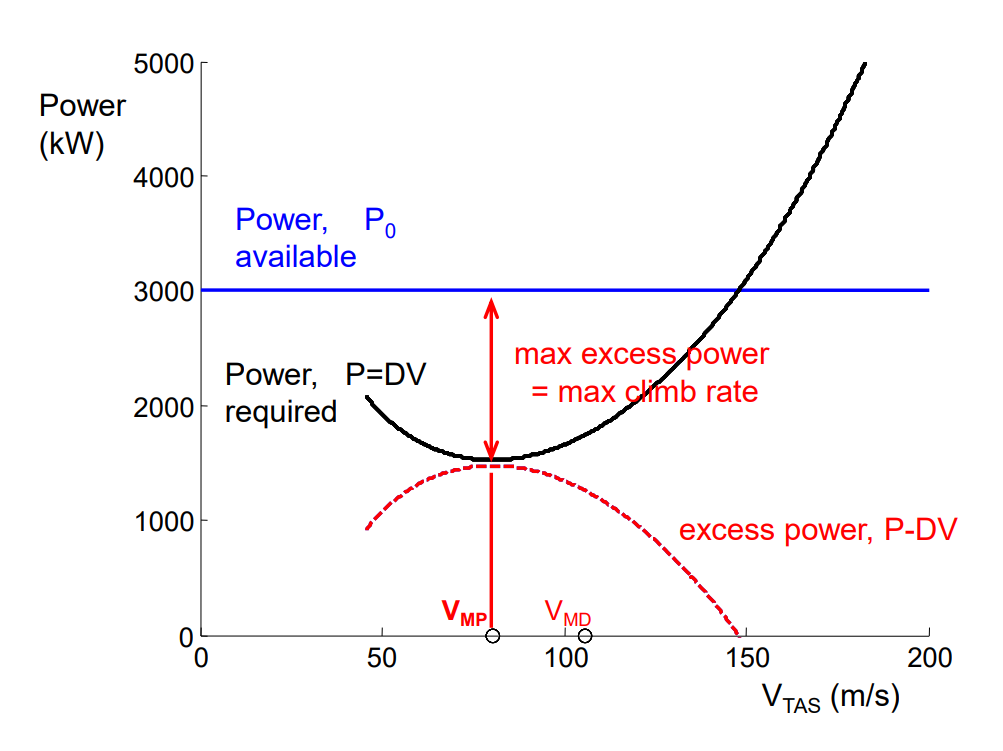 5000
Power
(kW)
4000
Power, P0
available
3000
max excess power
= max climb rate
Power, P=DV
required
2000
1000
excess power, P-DV
VMP
VMD
0
0 50 100 150 200
VTAS (m/s)